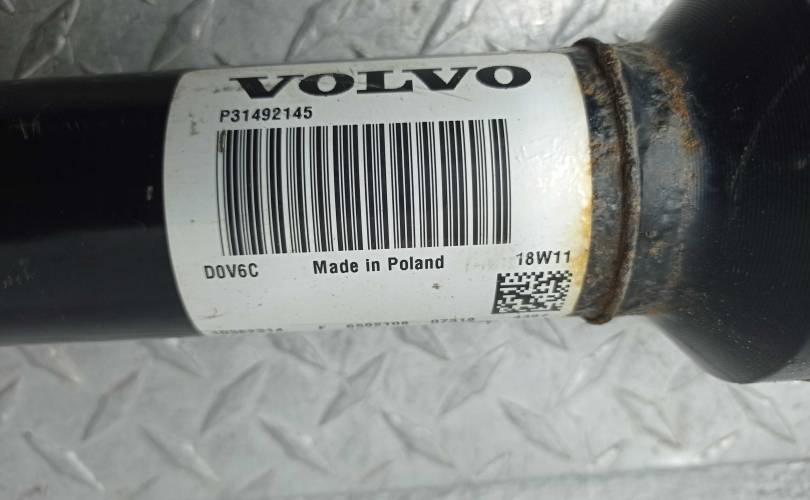 VOLVO
P31492145
D0V6C Made in Poland 18W11